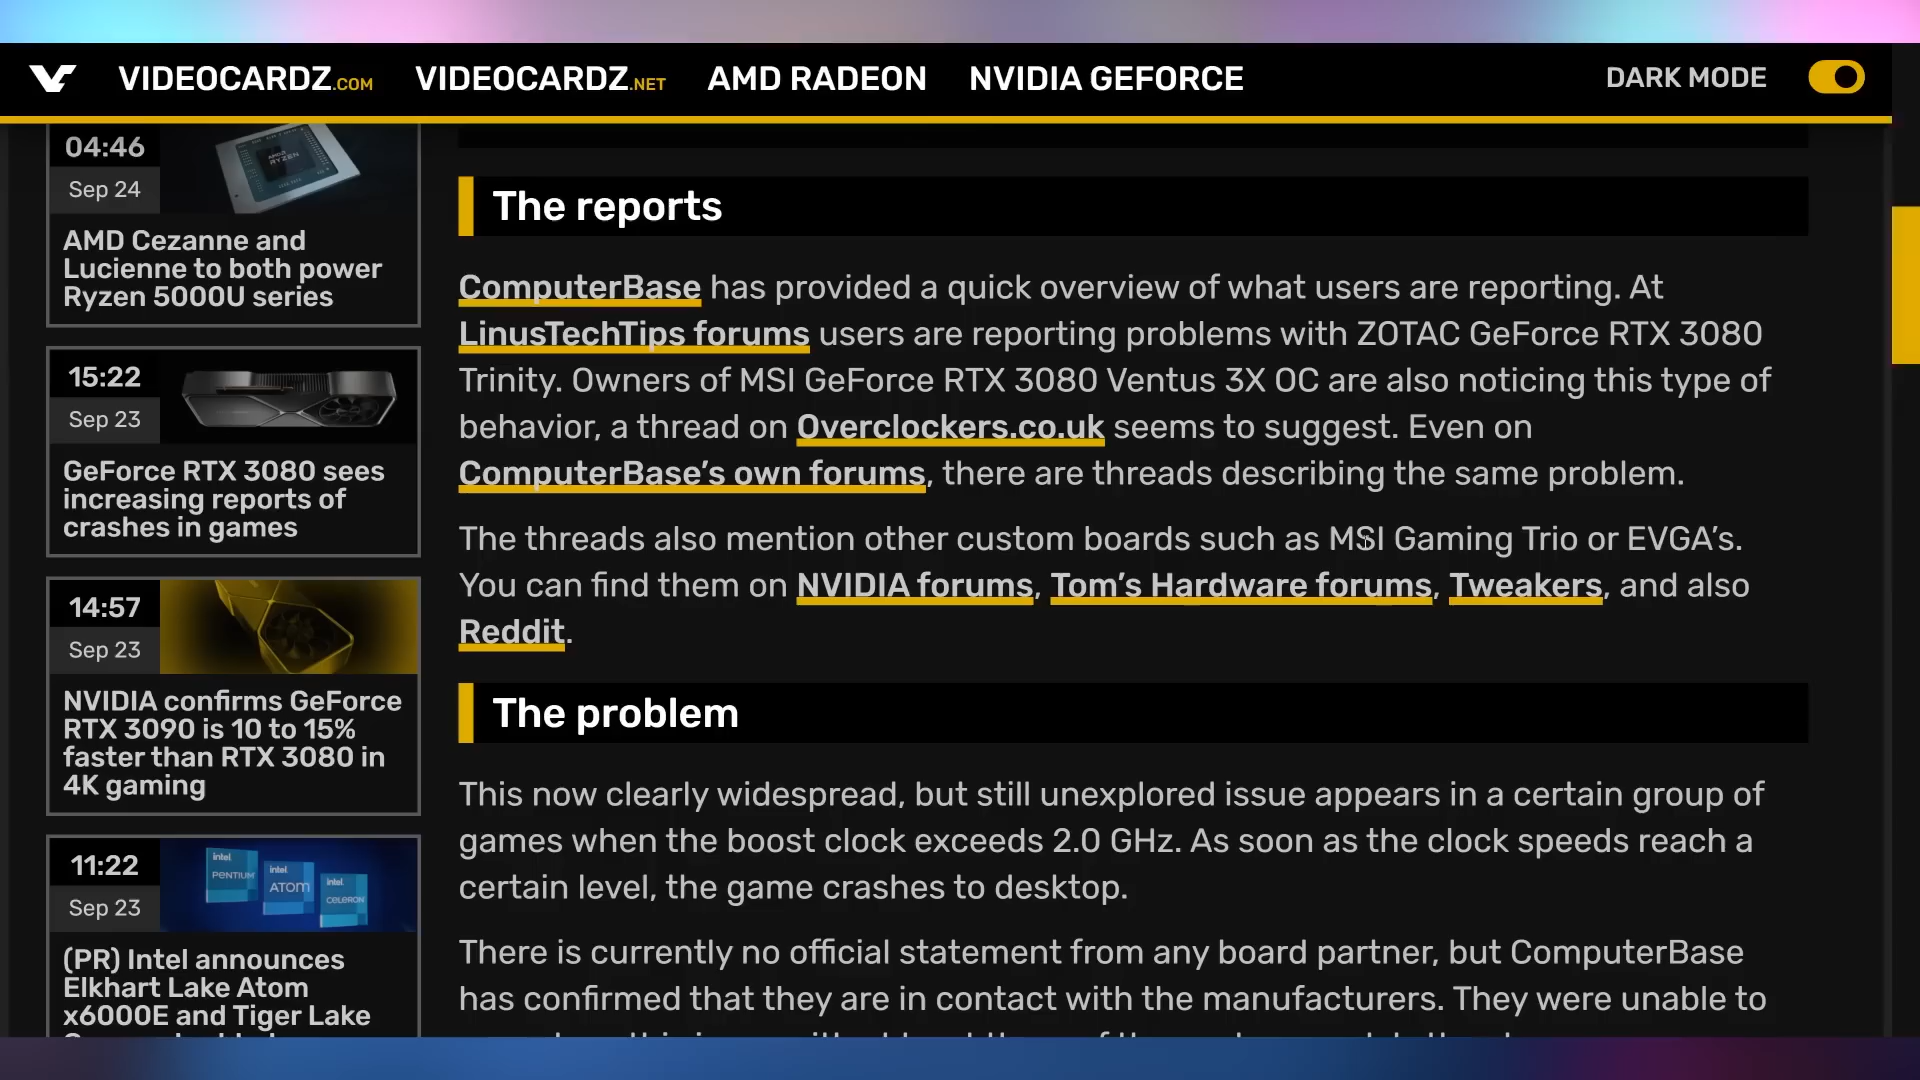 VIDEOCARDZ.COM VIDEOCARDZ.NET AMD RADEON NVIDIA GEFORCE DARK MODE
04:46
Sep 24
AMD RYZEN
AMD Cezanne and
Lucienne to both power
Ryzen 5000U series
15:22
Sep 23
GeForce RTX 3080 sees
increasing reports of
crashes in games
14:57
Sep 23
NVIDIA confirms GeForce
RTX 3090 is 10 to 15%
faster than RTX 3080 in
4K gaming
11:22
Sep 23
intel PENTIUM
intel ATOM
intel CELERON
(PR) Intel announces
Elkhart Lake Atom
x6000E and Tiger Lake
The reports
ComputerBase has provided a quick overview of what users are reporting. At
LinusTechTips forums users are reporting problems with ZOTAC GeForce RTX 3080
Trinity. Owners of MSI GeForce RTX 3080 Ventus 3X OC are also noticing this type of
behavior, a thread on Overclockers.co.uk seems to suggest. Even on
ComputerBase’s own forums, there are threads describing the same problem.
The threads also mention other custom boards such as MSI Gaming Trio or EVGA’s.
You can find them on NVIDIA forums, Tom’s Hardware forums, Tweakers, and also
Reddit.
The problem
This now clearly widespread, but still unexplored issue appears in a certain group of
games when the boost clock exceeds 2.0 GHz. As soon as the clock speeds reach a
certain level, the game crashes to desktop.
There is currently no official statement from any board partner, but ComputerBase
has confirmed that they are in contact with the manufacturers. They were unable to